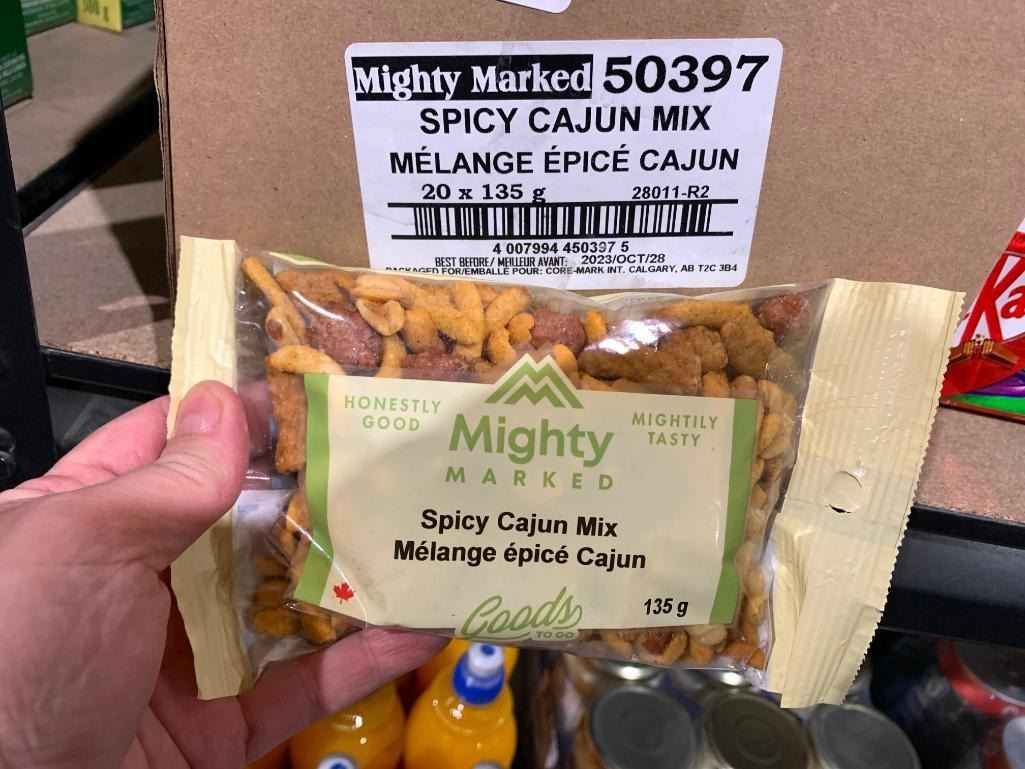 500 g
Mighty Marked 50397
SPICY CAJUN MIX
MÉLANGE ÉPICÉ CAJUN
20 x 135 g 28011-R2
4 007994 450397 5
BEST BEFORE/ MEILLEUR AVANT: 2023/OCT/28
PACKAGED FOR/EMBALLÉ POUR: CORE-MARK INT. CALGARY, AB T2C 3B4
HONESTLY
GOOD
Mighty
MARKED
MIGHTILY
TASTY
Spicy Cajun Mix
Mélange épicé Cajun
Goods
TO GO
135 g
Ka